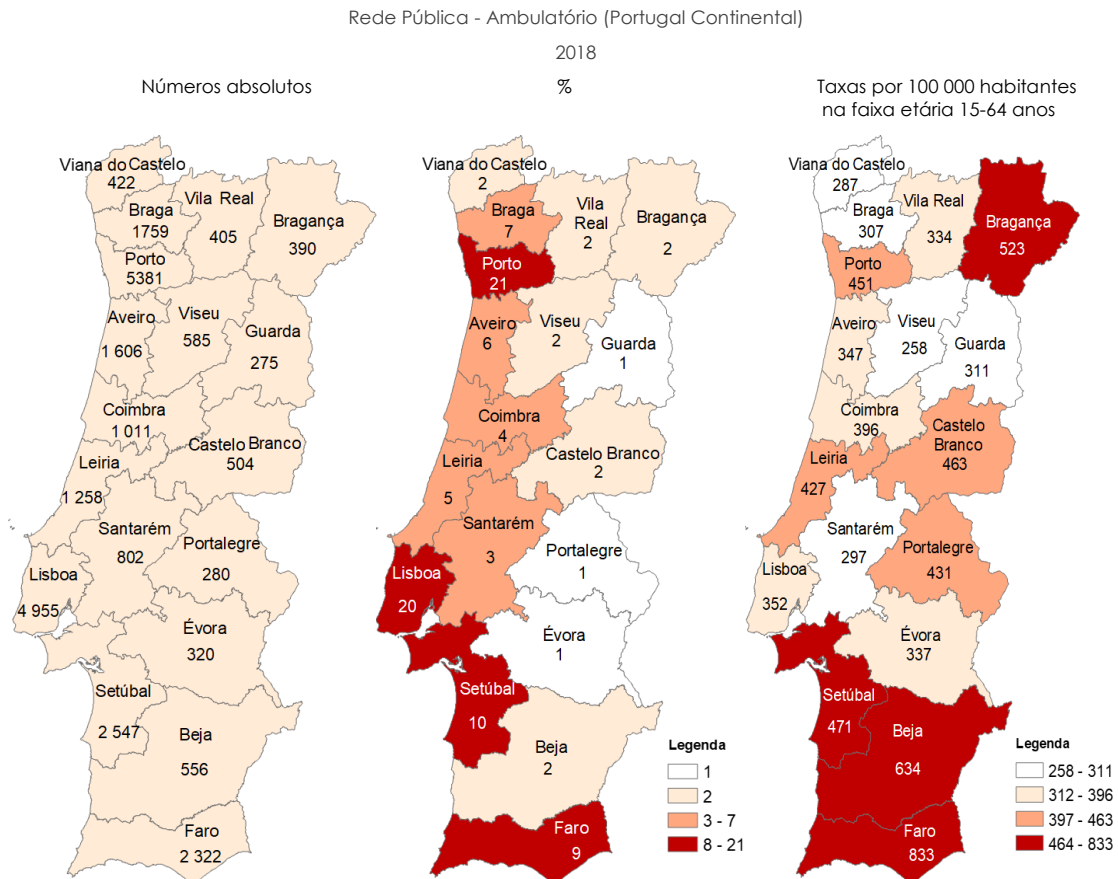 Rede Pública - Ambulatório (Portugal Continental)
2018
Números absolutos
Viana do Castelo
422
Braga
1759
Vila Real
405
Bragança
390
Porto
5381
Aveiro
1 606
Viseu
585
Guarda
275
Coimbra
1 011
Castelo Branco
504
Leiria
1 258
Santarém
802
Portalegre
280
Lisboa
4 955
Évora
320
Setúbal
2 547
Beja
556
Faro
2 322
%
Viana do Castelo
2
Braga
7
Vila
Real
2
Bragança
2
Porto
21
Aveiro
6
Viseu
2
Guarda
1
Coimbra
4
Castelo Branco
2
Leiria
5
Santarém
3
Portalegre
1
Lisboa
20
Évora
1
Setúbal
10
Beja
2
Faro
9
Legenda
1
2
3 - 7
8 - 21
Taxas por 100 000 habitantes
na faixa etária 15-64 anos
Viana do Castelo
287
Braga
307
Vila Real
334
Bragança
523
Porto
451
Aveiro
347
Viseu
258
Guarda
311
Coimbra
396
Castelo
Branco
463
Leiria
427
Santarém
297
Portalegre
431
Lisboa
352
Évora
337
Setúbal
471
Beja
634
Faro
833
Legenda
258 - 311
312 - 396
397 - 463
464 - 833